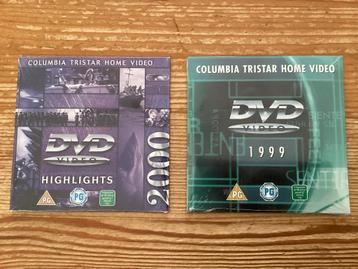 COLUMBIA TRISTAR HOME VIDEO
DVD
VIDEO
HIGHLIGHTS
2000
PG
PG
COLUMBIA TRISTAR HOME VIDEO
DVD
VIDEO
1999
PG
PG